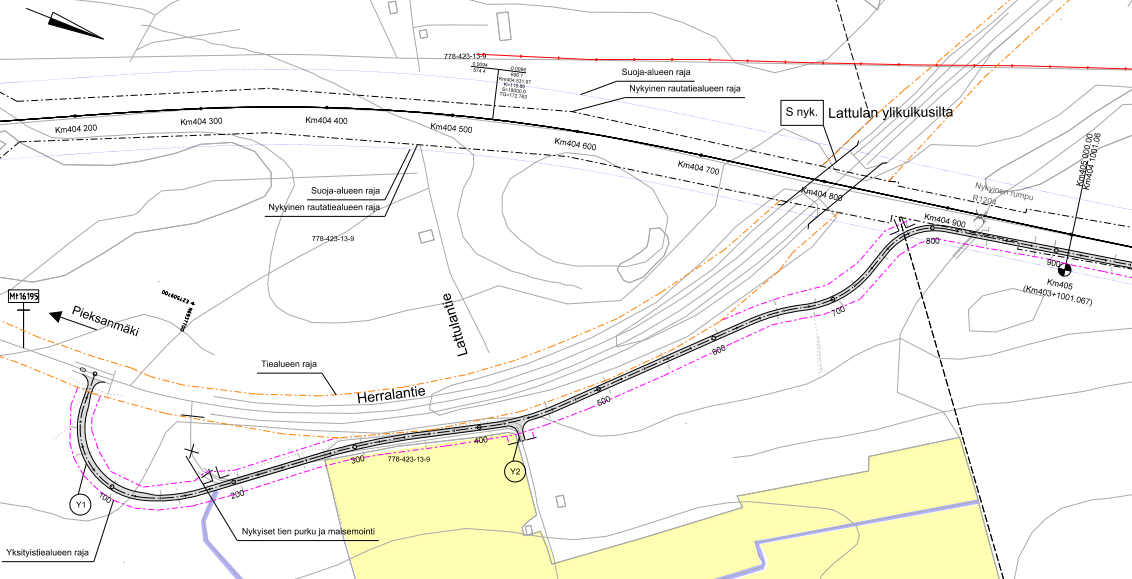 778-423-13-9
Km404 531.97
Suoja-alueen raja
Nykyinen rautatiealueen raja
S nyk.
Lattulan ylikulkusilta
Km404 200
Km404 300
Km404 400
Km404 500
Km404 600
Km404 700
Km404 800
Km404 900
Km405 000.00
Km404 1001.06
Nykyinen rumpu
R1204
Suoja-alueen raja
Nykyinen rautatiealueen raja
778-423-13-9
Km405
(Km403+1001.067)
Mt16195
Pieksanmäki
Lattulantie
Tiealueen raja
Herralantie
100
200
300
400
500
600
700
800
900
778-423-13-9
Y1
Y2
Nykyiset tien purku ja maisemointi
Yksityistiealueen raja